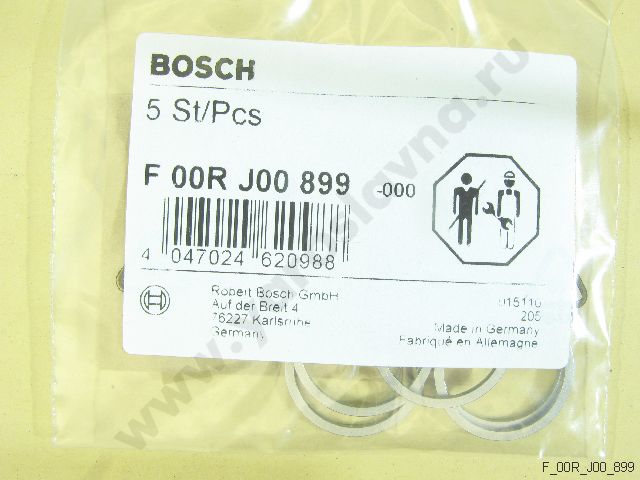 BOSCH
5 St/Pcs
F 00R J00 899 -000
4 047024 620988
Robert Bosch GmbH
Auf der Breit 4
76227 Karlsruhe
Germany
015110
205
Made in Germany
Fabriqué en Allemagne
F_00R_J00_899